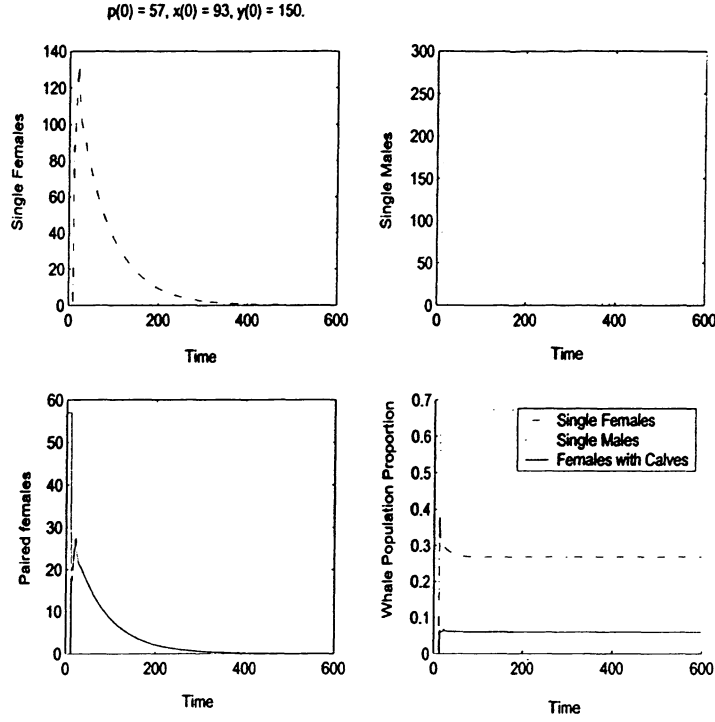 p(0) = 57, x(0) = 93, y(0) = 150.
Single Females
140
120
100
80
60
40
20
0
0 200 400 600
Time
Single Males
300
250
200
150
100
50
0
0 200 400 600
Time
Paired females
60
50
40
30
20
10
0
0 200 400 600
Time
Whale Population Proportion
0.7
0.6
0.5
0.4
0.3
0.2
0.1
0
0 200 400 600
Time
Single Females
Single Males
Females with Calves